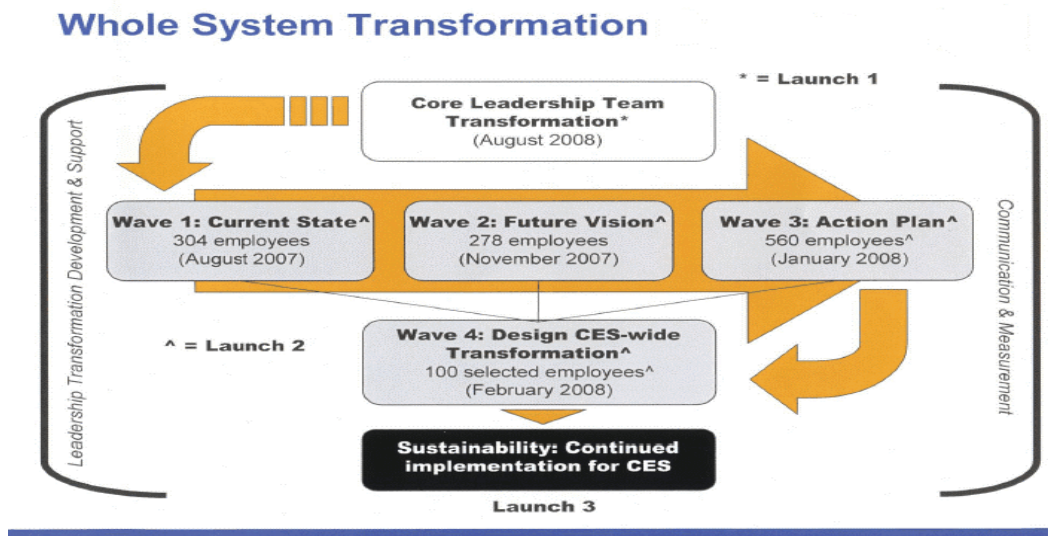 Whole System Transformation
* = Launch 1
Core Leadership Team
Transformation*
(August 2008)
Leadership Transformation Development & Support
Wave 1: Current State^
304 employees
(August 2007)
Wave 2: Future Vision^
278 employees
(November 2007)
Wave 3: Action Plan^
560 employees^
(January 2008)
Communication & Measurement
^ = Launch 2
Wave 4: Design CES-wide
Transformation^
100 selected employees^
(February 2008)
Sustainability: Continued
implementation for CES
Launch 3